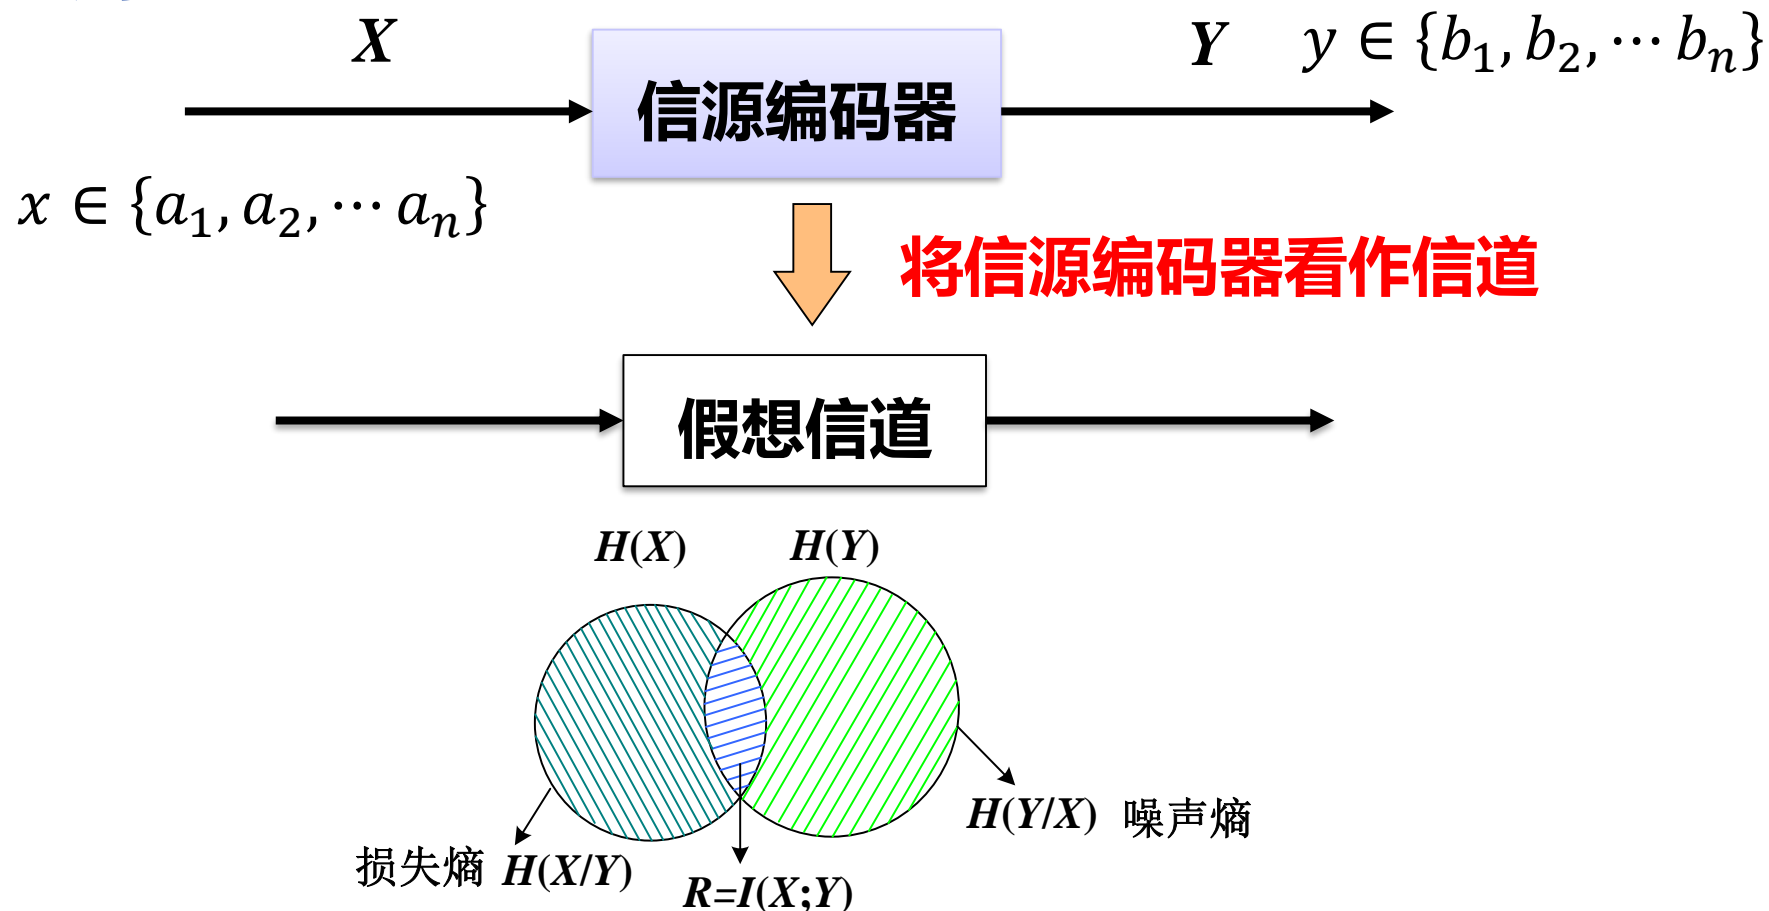 X
Y
y ∈ {b₁, b₂, ⋯ bₙ}
信源编码器
x ∈ {a₁, a₂, ⋯ aₙ}
将信源编码器看作信道
假想信道
H(X)
H(Y)
H(Y/X) 噪声熵
损失熵 H(X/Y)
R=I(X;Y)